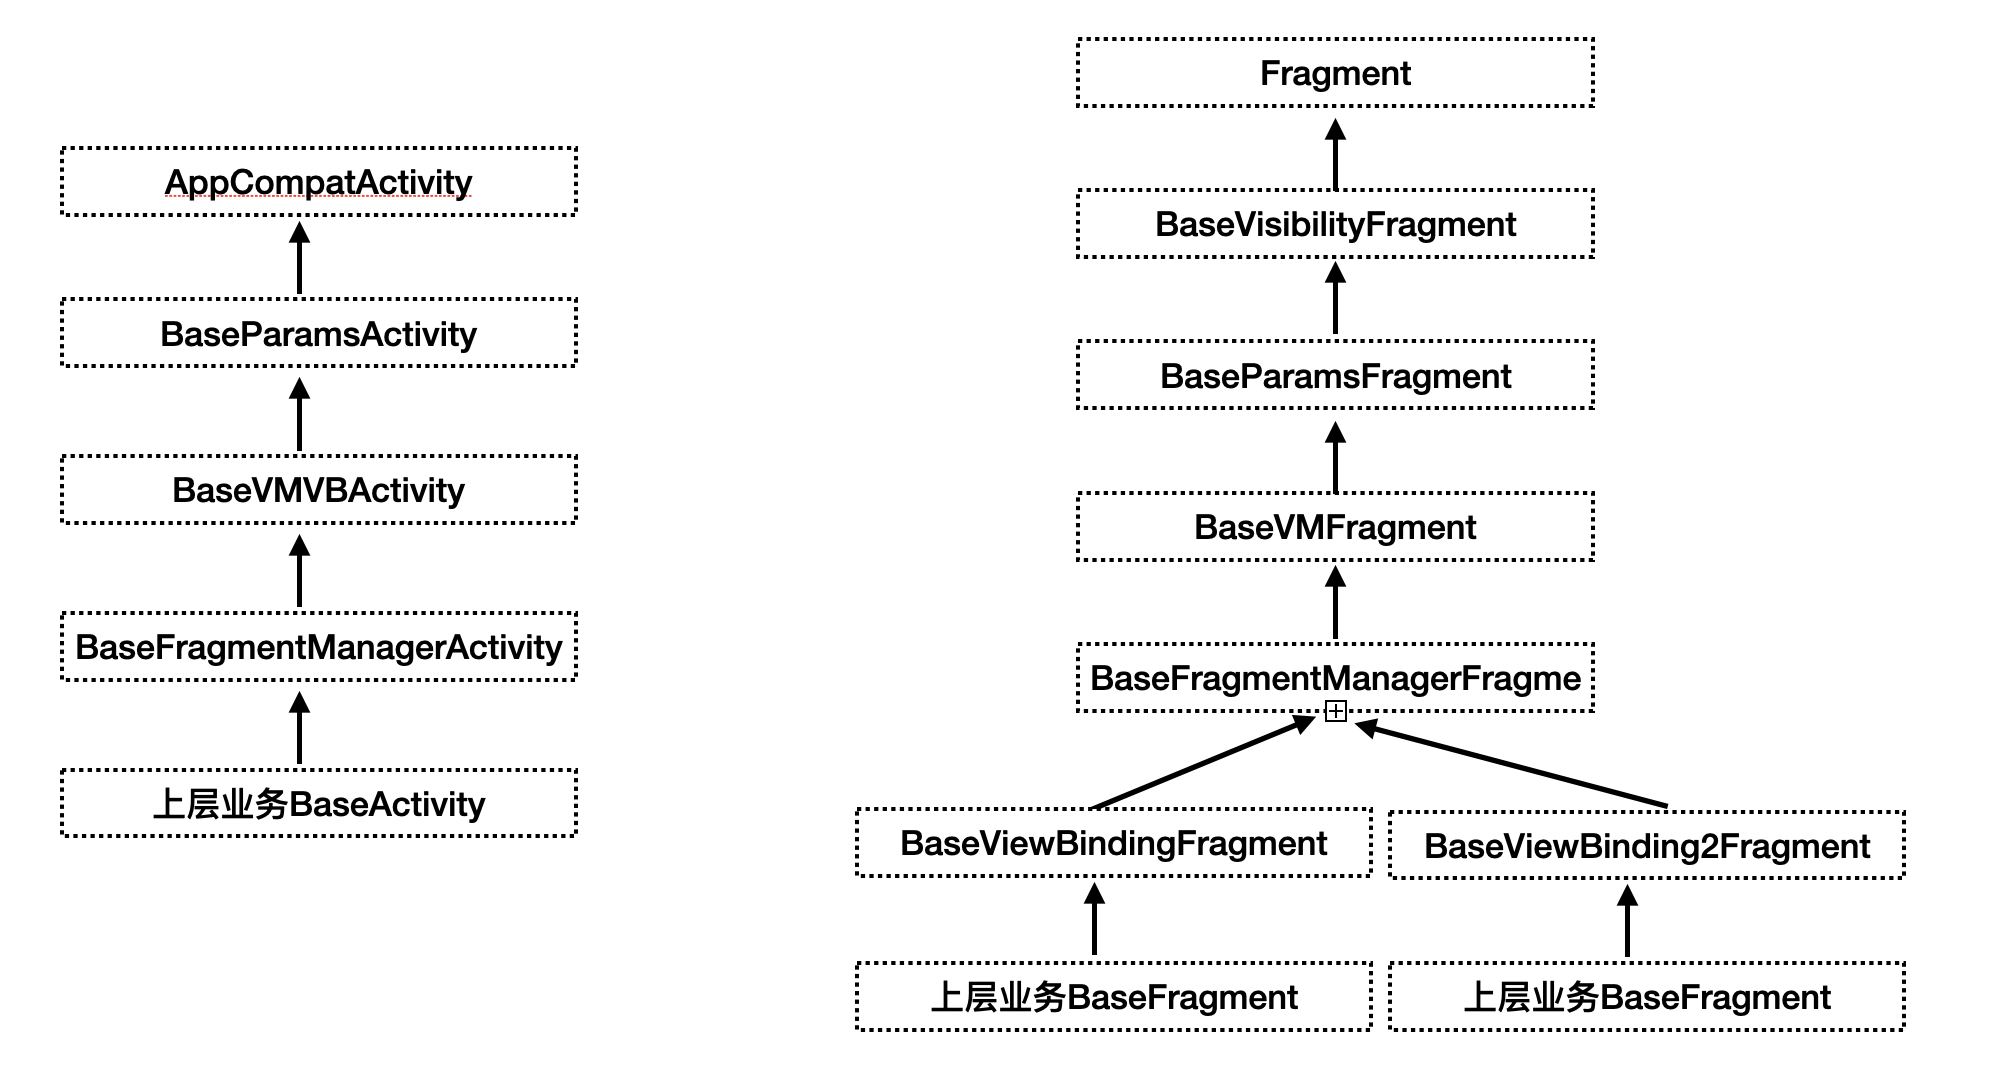 AppCompatActivity
BaseParamsActivity
BaseVMVBActivity
BaseFragmentManagerActivity
上层业务BaseActivity
Fragment
BaseVisibilityFragment
BaseParamsFragment
BaseVMFragment
BaseFragmentManagerFragme
BaseViewBindingFragment
BaseViewBinding2Fragment
上层业务BaseFragment
上层业务BaseFragment